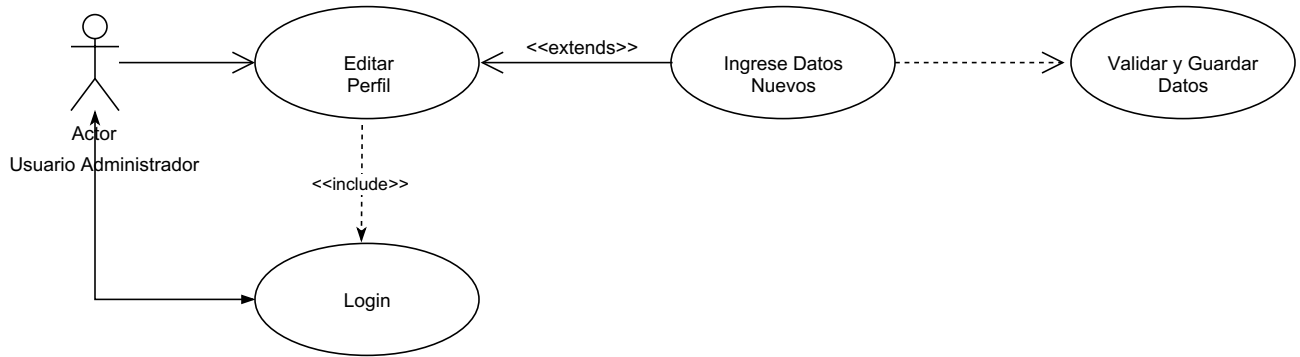 Editar
Perfil
<<extends>>
Ingrese Datos
Nuevos
Validar y Guardar
Datos
Actor
Usuario Administrador
<<include>>
Login